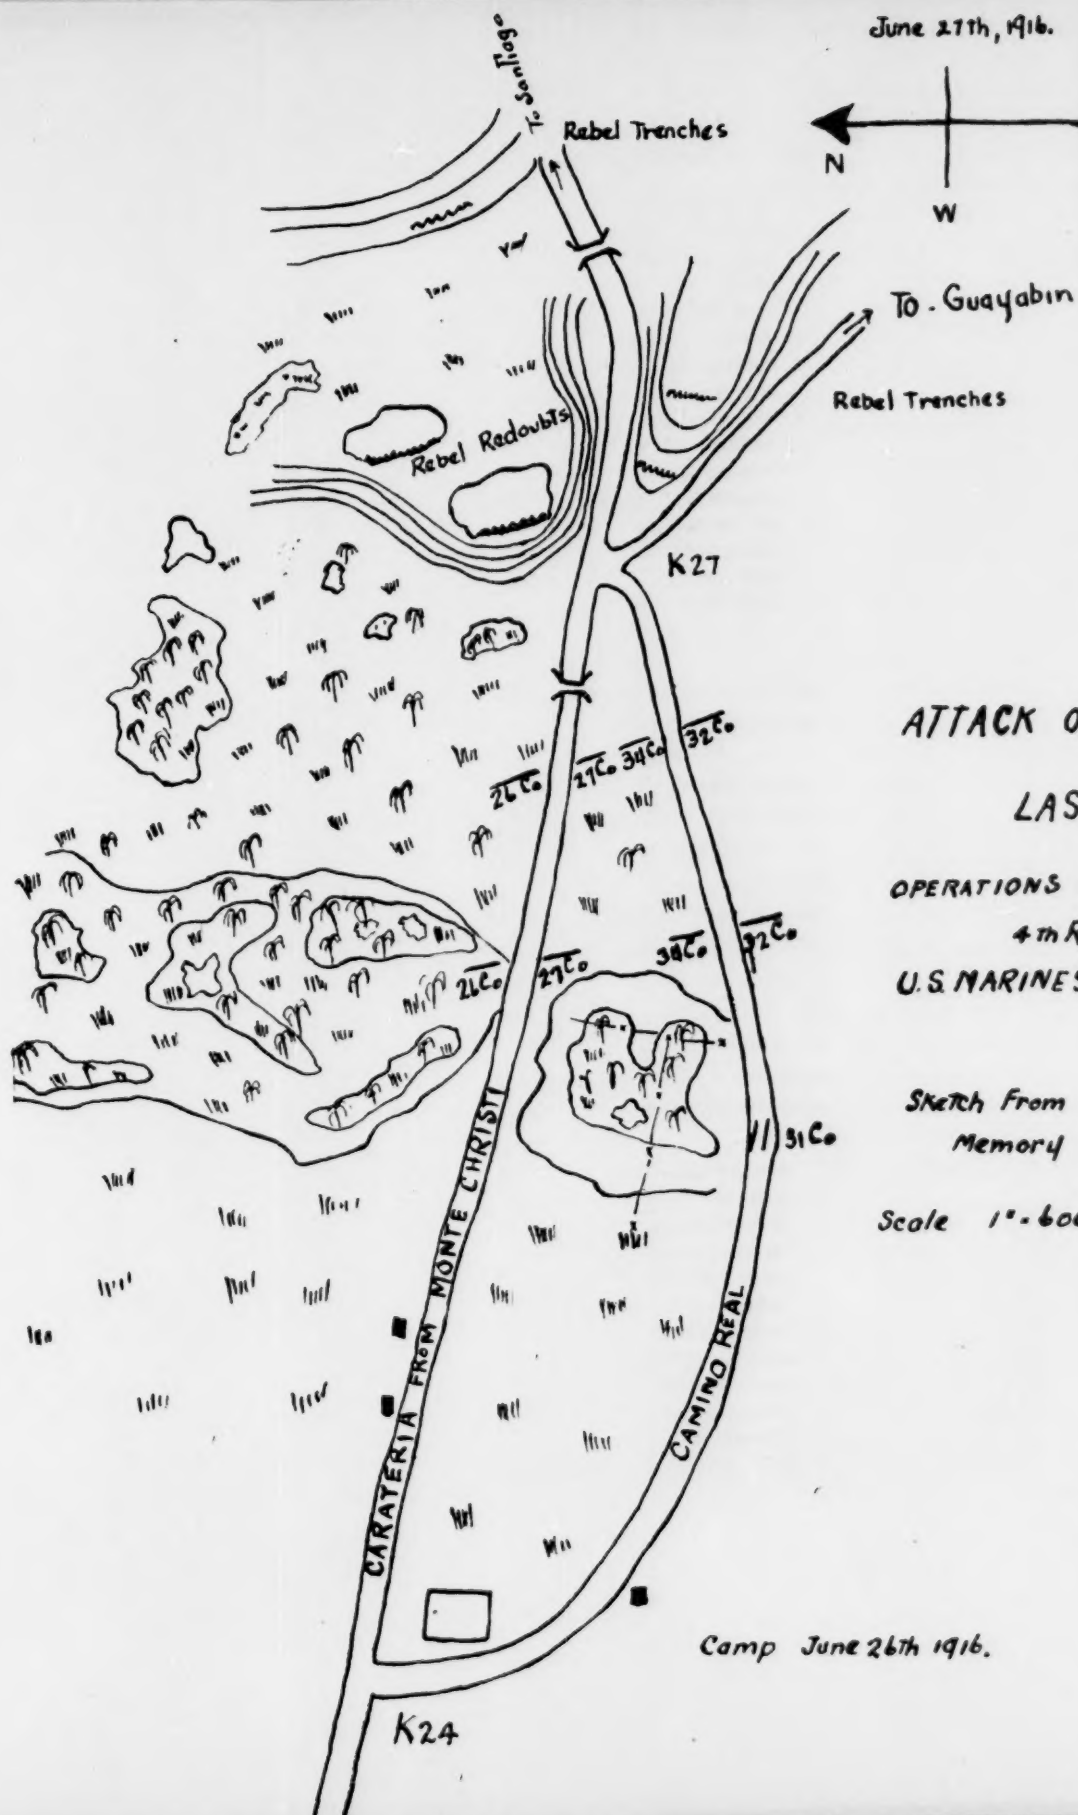 June 27th, 1916.
To Santiago
Rebel Trenches
N
W
To. Guayabin
Rebel Trenches
Rebel Redoubts
K27
ATTACK O
LAS
32Co
34Co
27Co
26Co
OPERATIONS
4th R
U.S. MARINES
32Co
34Co
27Co
26Co
Sketch From
Memory
31Co
Scale 1"=600
CARATERIA FROM MONTE CHRISTI
CAMINO REAL
Camp June 26th 1916.
K24